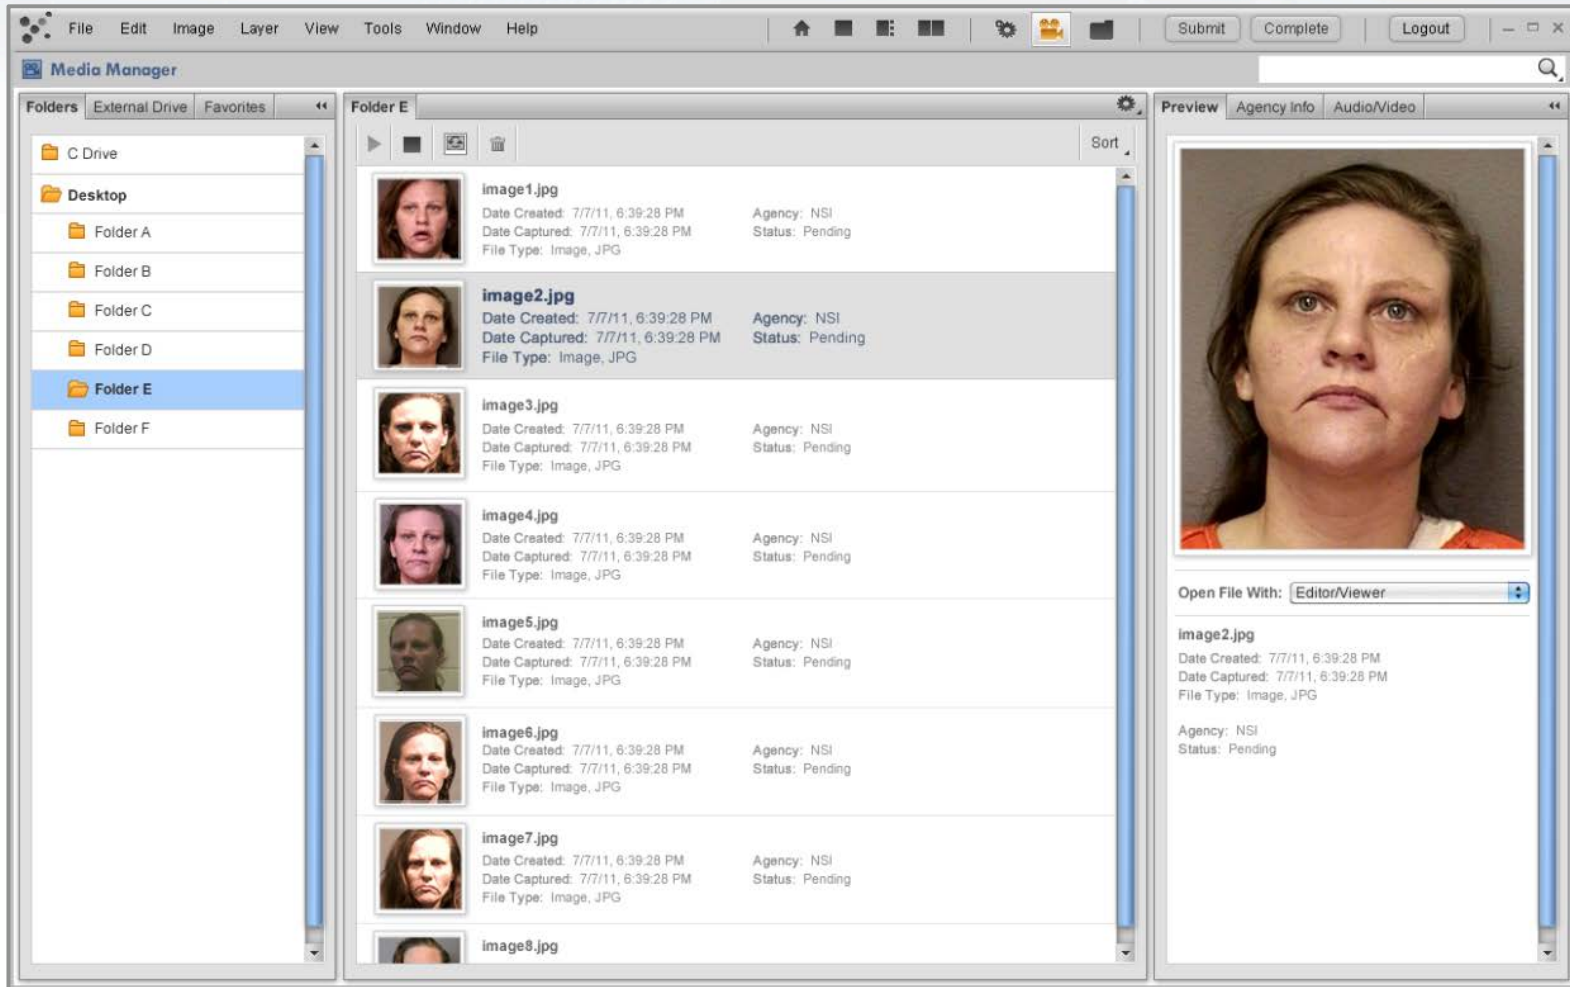 File Edit Image Layer View Tools Window Help Submit Complete Logout
Media Manager
Folders External Drive Favorites
C Drive
Desktop
Folder A
Folder B
Folder C
Folder D
Folder E
Folder F
Folder E
Sort
image1.jpg
Date Created: 7/7/11, 6:39:28 PM Agency: NSI
Date Captured: 7/7/11, 6:39:28 PM Status: Pending
File Type: Image, JPG
image2.jpg
Date Created: 7/7/11, 6:39:28 PM Agency: NSI
Date Captured: 7/7/11, 6:39:28 PM Status: Pending
File Type: Image, JPG
image3.jpg
Date Created: 7/7/11, 6:39:28 PM Agency: NSI
Date Captured: 7/7/11, 6:39:28 PM Status: Pending
File Type: Image, JPG
image4.jpg
Date Created: 7/7/11, 6:39:28 PM Agency: NSI
Date Captured: 7/7/11, 6:39:28 PM Status: Pending
File Type: Image, JPG
image5.jpg
Date Created: 7/7/11, 6:39:28 PM Agency: NSI
Date Captured: 7/7/11, 6:39:28 PM Status: Pending
File Type: Image, JPG
image6.jpg
Date Created: 7/7/11, 6:39:28 PM Agency: NSI
Date Captured: 7/7/11, 6:39:28 PM Status: Pending
File Type: Image, JPG
image7.jpg
Date Created: 7/7/11, 6:39:28 PM Agency: NSI
Date Captured: 7/7/11, 6:39:28 PM Status: Pending
File Type: Image, JPG
image8.jpg
Preview Agency Info Audio/Video
Open File With: Editor/Viewer
image2.jpg
Date Created: 7/7/11, 6:39:28 PM
Date Captured: 7/7/11, 6:39:28 PM
File Type: Image, JPG
Agency: NSI
Status: Pending